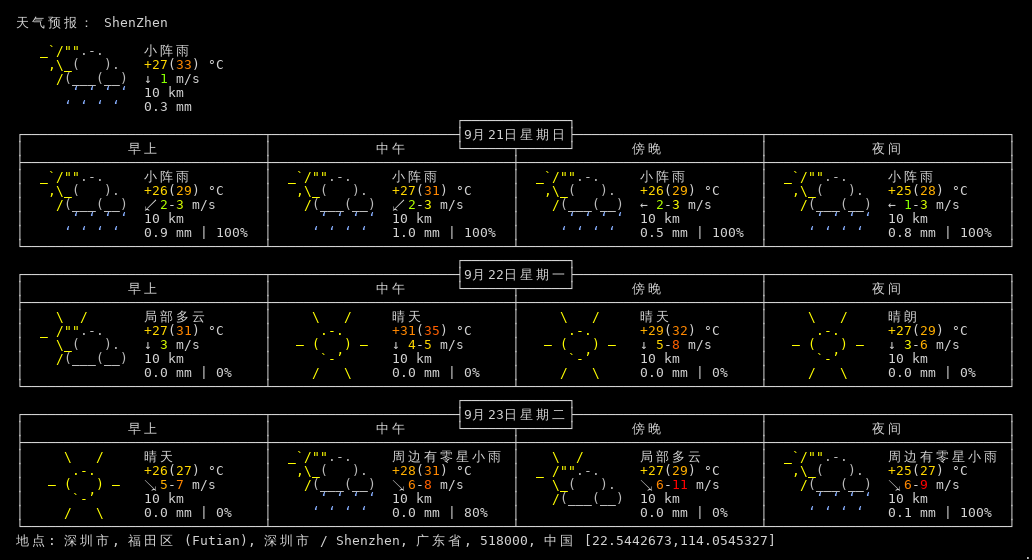 天气预报： ShenZhen
小阵雨
+27(33) °C
↓ 1 m/s
10 km
0.3 mm
9月21日星期日
早上 中午 傍晚 夜间
小阵雨 小阵雨 小阵雨 小阵雨
+26(29) °C +27(31) °C +26(29) °C +25(28) °C
↙ 2-3 m/s ↙ 2-3 m/s ← 2-3 m/s ← 1-3 m/s
10 km 10 km 10 km 10 km
0.9 mm | 100% 1.0 mm | 100% 0.5 mm | 100% 0.8 mm | 100%
9月22日星期一
早上 中午 傍晚 夜间
局部多云 晴天 晴天 晴朗
+27(31) °C +31(35) °C +29(32) °C +27(29) °C
↓ 3 m/s ↓ 4-5 m/s ↓ 5-8 m/s ↓ 3-6 m/s
10 km 10 km 10 km 10 km
0.0 mm | 0% 0.0 mm | 0% 0.0 mm | 0% 0.0 mm | 0%
9月23日星期二
早上 中午 傍晚 夜间
晴天 周边有零星小雨 局部多云 周边有零星小雨
+26(27) °C +28(31) °C +27(29) °C +25(27) °C
↘ 5-7 m/s ↘ 6-8 m/s ↘ 6-11 m/s ↘ 6-9 m/s
10 km 10 km 10 km 10 km
0.0 mm | 0% 0.0 mm | 80% 0.0 mm | 0% 0.1 mm | 100%
地点: 深圳市, 福田区 (Futian), 深圳市 / Shenzhen, 广东省, 518000, 中国 [22.5442673,114.0545327]